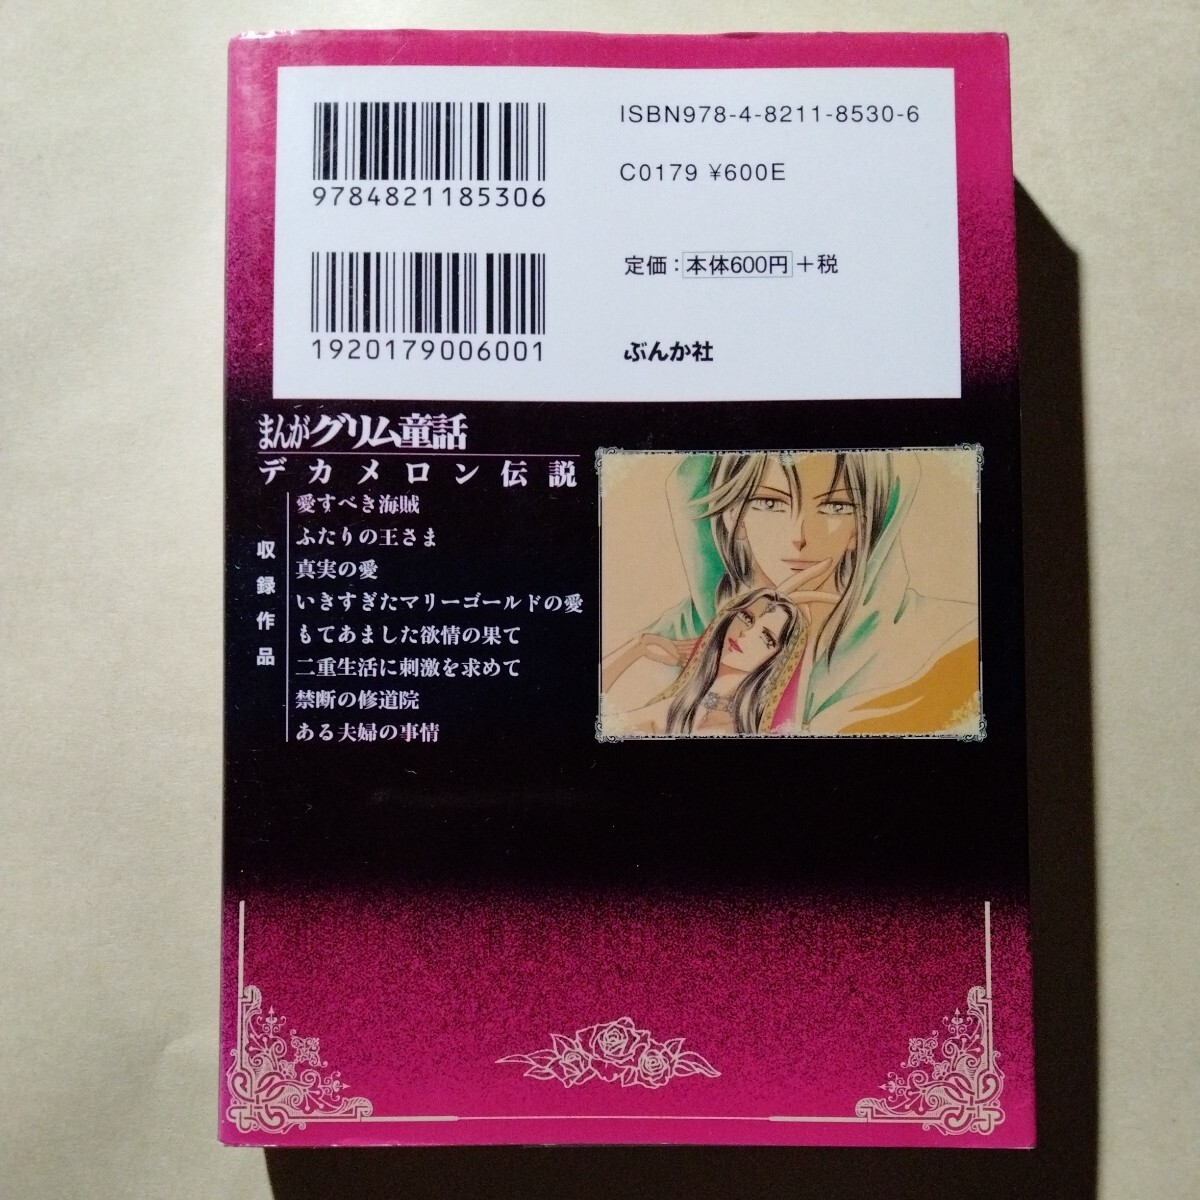 9784821185306
1920179006001
ISBN978-4-8211-8530-6
C0179 ¥600E
定価：本体600円＋税
ぶんか社
まんがグリム童話
デカメロン伝説
収録作品
愛すべき海賊
ふたりの王さま
真実の愛
いきすぎたマリーゴールドの愛
もてあました欲情の果て
二重生活に刺激を求めて
禁断の修道院
ある夫婦の事情